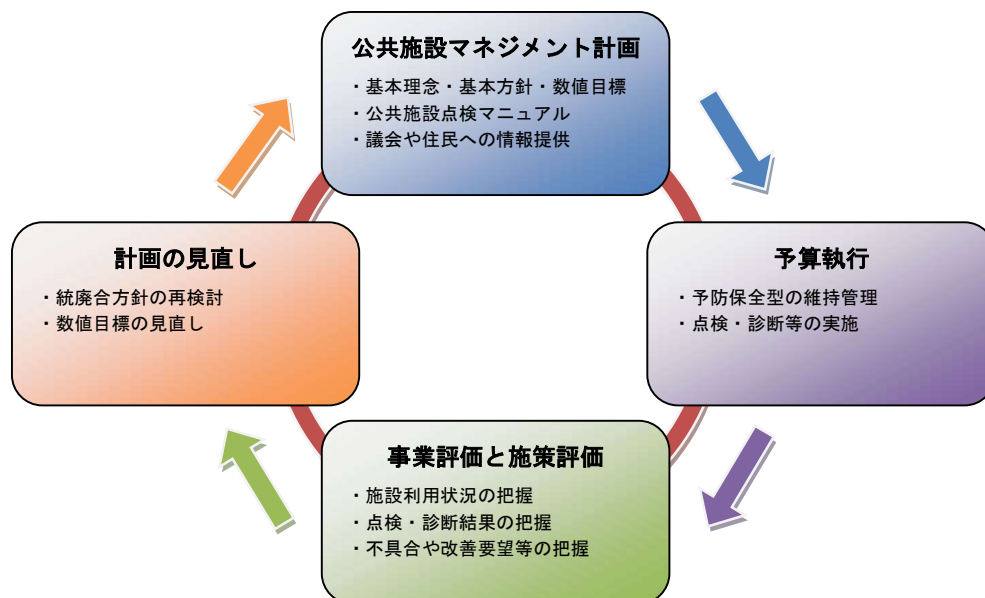 公共施設マネジメント計画
・基本理念・基本方針・数値目標
・公共施設点検マニュアル
・議会や住民への情報提供
計画の見直し
・統廃合方針の再検討
・数値目標の見直し
予算執行
・予防保全型の維持管理
・点検・診断等の実施
事業評価と施策評価
・施設利用状況の把握
・点検・診断結果の把握
・不具合や改善要望等の把握